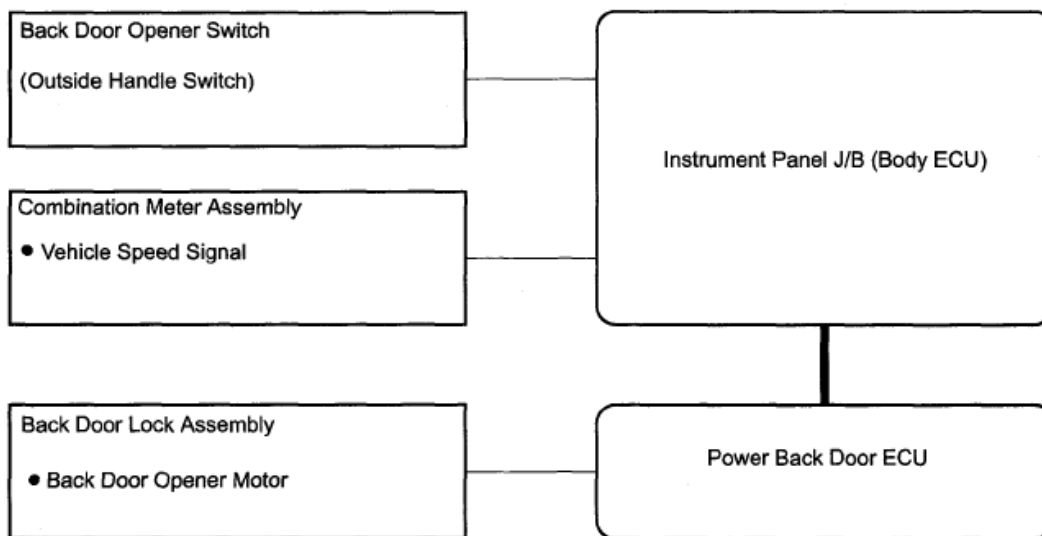 Back Door Opener Switch
(Outside Handle Switch)
Instrument Panel J/B (Body ECU)
Combination Meter Assembly
● Vehicle Speed Signal
Back Door Lock Assembly
● Back Door Opener Motor
Power Back Door ECU